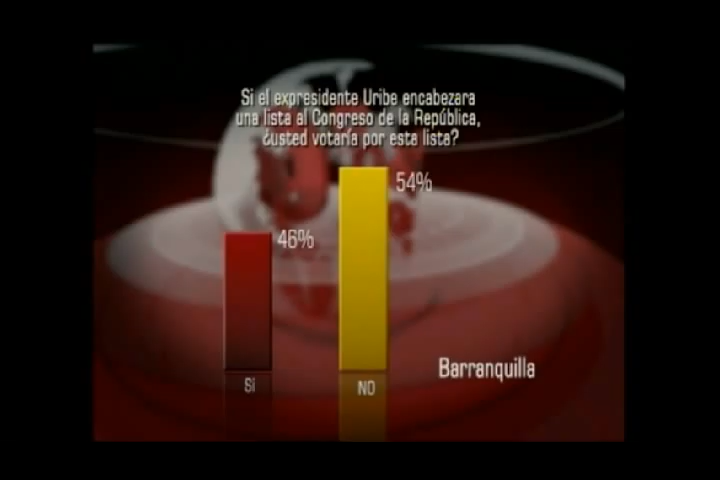 Si el expresidente Uribe encabezara
una lista al Congreso de la República,
¿usted votaría por esta lista?
54%
46%
Si
NO
Barranquilla